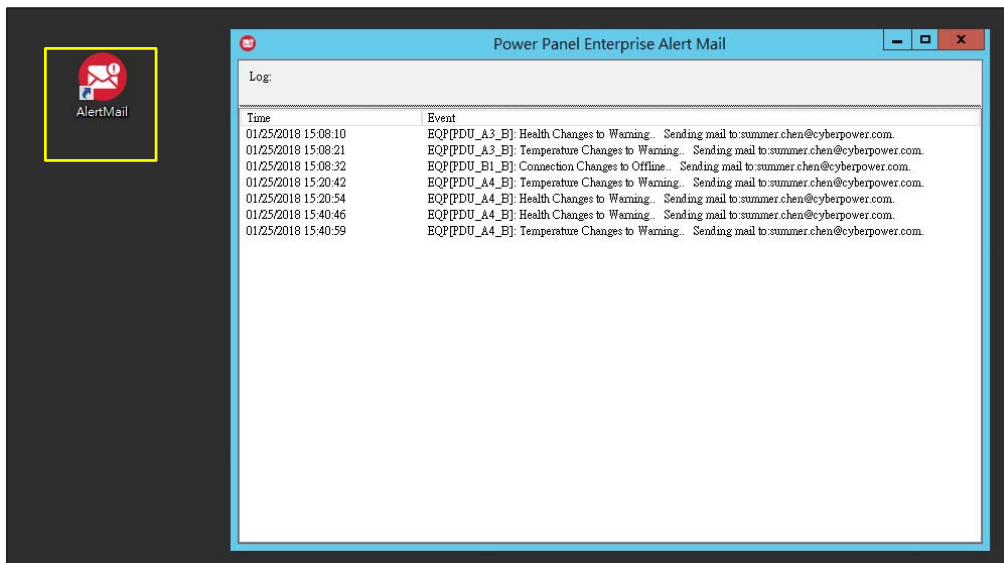 AlertMail
Power Panel Enterprise Alert Mail
Log:
Time Event
01/25/2018 15:08:10 EQP[PDU_A3_B]: Health Changes to Warning.. Sending mail to:summer.chen@cyberpower.com.
01/25/2018 15:08:21 EQP[PDU_A3_B]: Temperature Changes to Warning.. Sending mail to:summer.chen@cyberpower.com.
01/25/2018 15:08:32 EQP[PDU_B1_B]: Connection Changes to Offline.. Sending mail to:summer.chen@cyberpower.com.
01/25/2018 15:20:42 EQP[PDU_A4_B]: Temperature Changes to Warning.. Sending mail to:summer.chen@cyberpower.com.
01/25/2018 15:20:54 EQP[PDU_A4_B]: Health Changes to Warning.. Sending mail to:summer.chen@cyberpower.com.
01/25/2018 15:40:46 EQP[PDU_A4_B]: Health Changes to Warning.. Sending mail to:summer.chen@cyberpower.com.
01/25/2018 15:40:59 EQP[PDU_A4_B]: Temperature Changes to Warning.. Sending mail to:summer.chen@cyberpower.com.